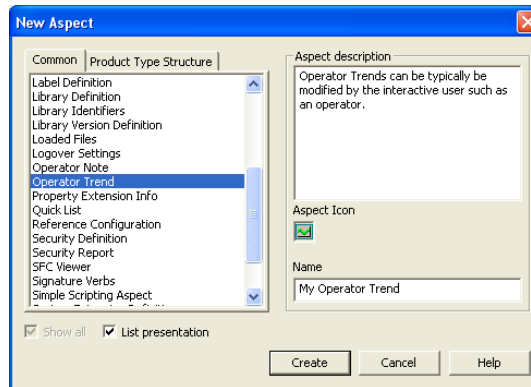 New Aspect
Common
Product Type Structure
Label Definition
Library Definition
Library Identifiers
Library Version Definition
Loaded Files
Logover Settings
Operator Note
Operator Trend
Property Extension Info
Quick List
Reference Configuration
Security Definition
Security Report
SFC Viewer
Signature Verbs
Simple Scripting Aspect
Show all
List presentation
Aspect description
Operator Trends can be typically be
modified by the interactive user such as
an operator.
Aspect Icon
Name
My Operator Trend
Create
Cancel
Help